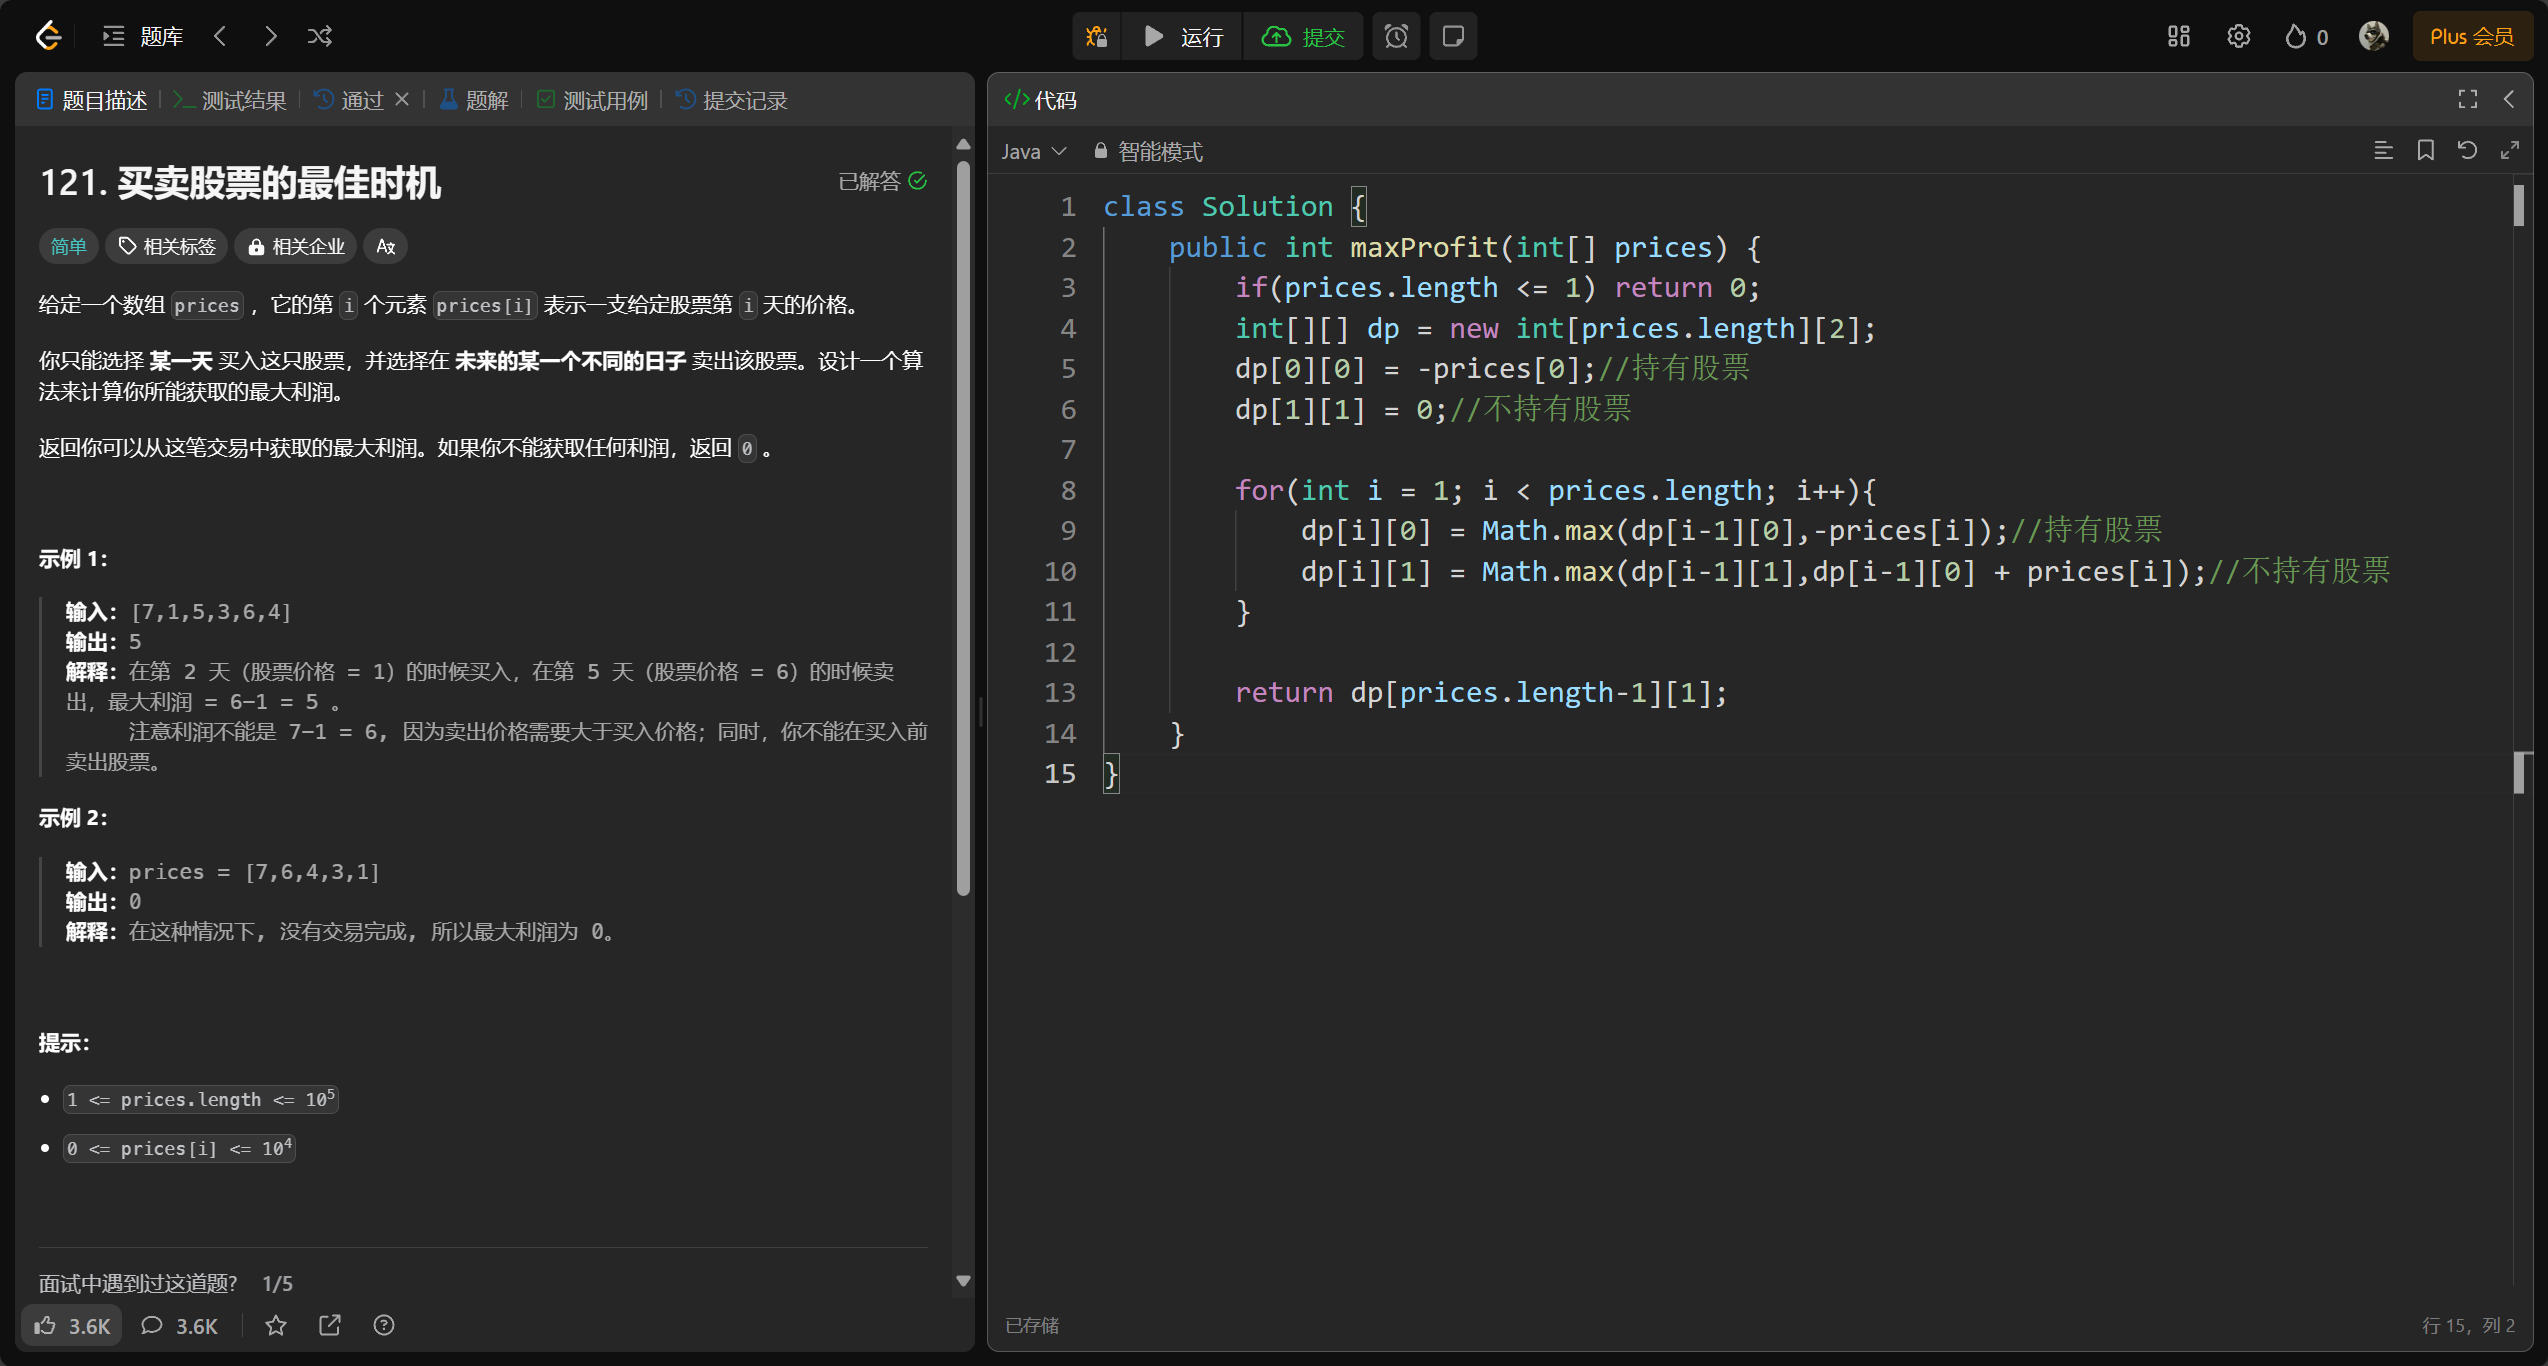 题库
运行
提交
0
Plus 会员
题目描述
测试结果
通过
题解
测试用例
提交记录
121. 买卖股票的最佳时机
已解答
简单
相关标签
相关企业
给定一个数组 prices ，它的第 i 个元素 prices[i] 表示一支给定股票第 i 天的价格。
你只能选择 某一天 买入这只股票，并选择在 未来的某一个不同的日子 卖出该股票。设计一个算
法来计算你所能获取的最大利润。
返回你可以从这笔交易中获取的最大利润。如果你不能获取任何利润，返回 0 。
示例 1：
输入：[7,1,5,3,6,4]
输出：5
解释：在第 2 天（股票价格 = 1）的时候买入，在第 5 天（股票价格 = 6）的时候卖
出，最大利润 = 6-1 = 5 。
注意利润不能是 7-1 = 6, 因为卖出价格需要大于买入价格；同时，你不能在买入前
卖出股票。
示例 2：
输入：prices = [7,6,4,3,1]
输出：0
解释：在这种情况下, 没有交易完成, 所以最大利润为 0。
提示：
1 <= prices.length <= 10⁵
0 <= prices[i] <= 10⁴
面试中遇到过这道题? 1/5
3.6K
3.6K
</> 代码
Java
智能模式
1 class Solution {
2 public int maxProfit(int[] prices) {
3 if(prices.length <= 1) return 0;
4 int[][] dp = new int[prices.length][2];
5 dp[0][0] = -prices[0];//持有股票
6 dp[1][1] = 0;//不持有股票
7
8 for(int i = 1; i < prices.length; i++){
9 dp[i][0] = Math.max(dp[i-1][0],-prices[i]);//持有股票
10 dp[i][1] = Math.max(dp[i-1][1],dp[i-1][0] + prices[i]);//不持有股票
11 }
12
13 return dp[prices.length-1][1];
14 }
15 }
已存储
行 15，列 2